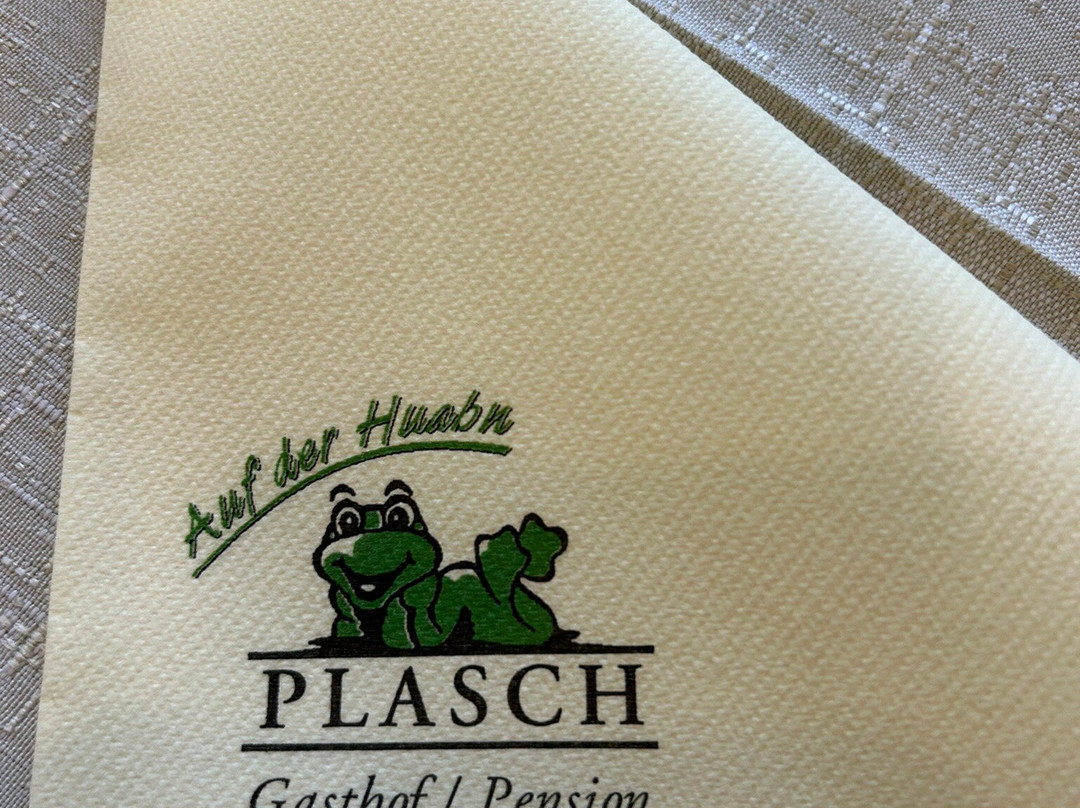 Auf der Huabn
PLASCH
Gasthof / Pension